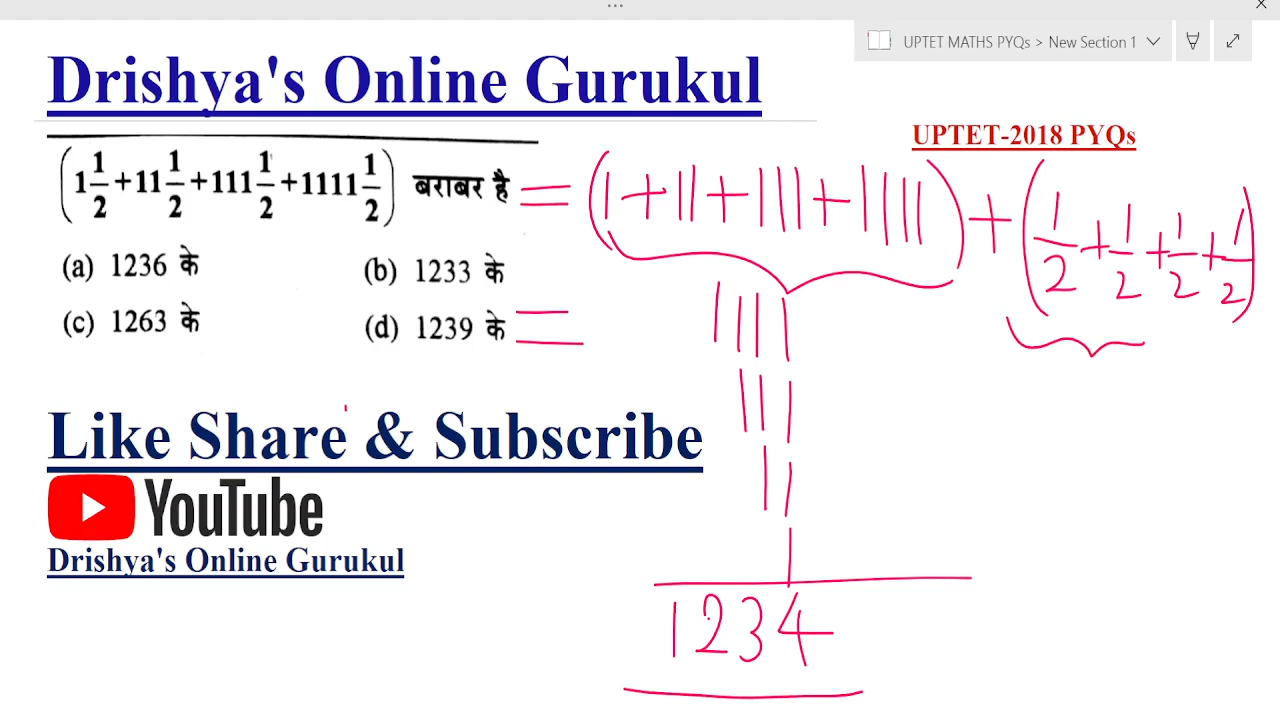 UPTET MATHS PYQs > New Section 1
Drishya's Online Gurukul
UPTET-2018 PYQs
(1 1/2 + 11 1/2 + 111 1/2 + 1111 1/2) बराबर है = (1 + 11 + 111 + 1111) + (1/2 + 1/2 + 1/2 + 1/2)
(a) 1236 के (b) 1233 के
(c) 1263 के (d) 1239 के =
1111
111
11
1
1234
Like Share & Subscribe
YouTube
Drishya's Online Gurukul